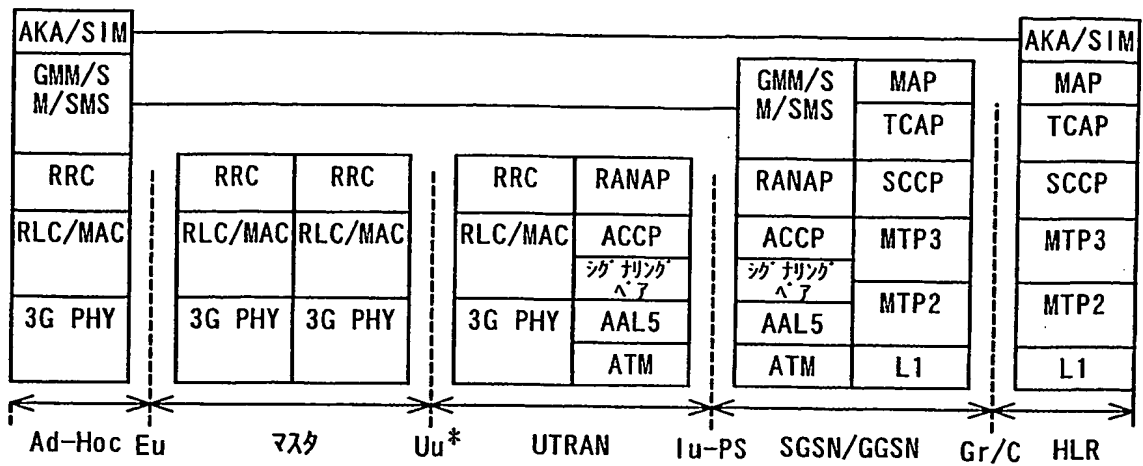 AKA/SIM
GMM/S
M/SMS
RRC
RLC/MAC
3G PHY
RRC
RRC
RLC/MAC
RLC/MAC
3G PHY
3G PHY
RRC
RANAP
RLC/MAC
ACCP
ｼｸﾞﾅﾘﾝｸﾞ
ﾍﾟｱ
3G PHY
AAL5
ATM
GMM/S
M/SMS
MAP
TCAP
RANAP
SCCP
ACCP
MTP3
ｼｸﾞﾅﾘﾝｸﾞ
ﾍﾟｱ
MTP2
AAL5
ATM
L1
AKA/SIM
MAP
TCAP
SCCP
MTP3
MTP2
L1
Ad-Hoc Eu マスタ Uu* UTRAN Iu-PS SGSN/GGSN Gr/C HLR